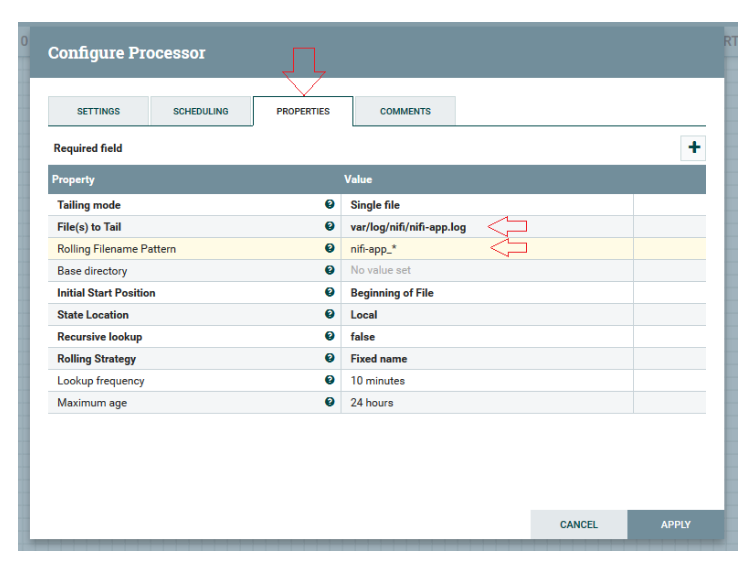 0
RT
Configure Processor
SETTINGS SCHEDULING PROPERTIES COMMENTS
Required field
+
Property Value
Tailing mode ? Single file
File(s) to Tail ? var/log/nifi/nifi-app.log
Rolling Filename Pattern ? nifi-app_*
Base directory ? No value set
Initial Start Position ? Beginning of File
State Location ? Local
Recursive lookup ? false
Rolling Strategy ? Fixed name
Lookup frequency ? 10 minutes
Maximum age ? 24 hours
CANCEL APPLY